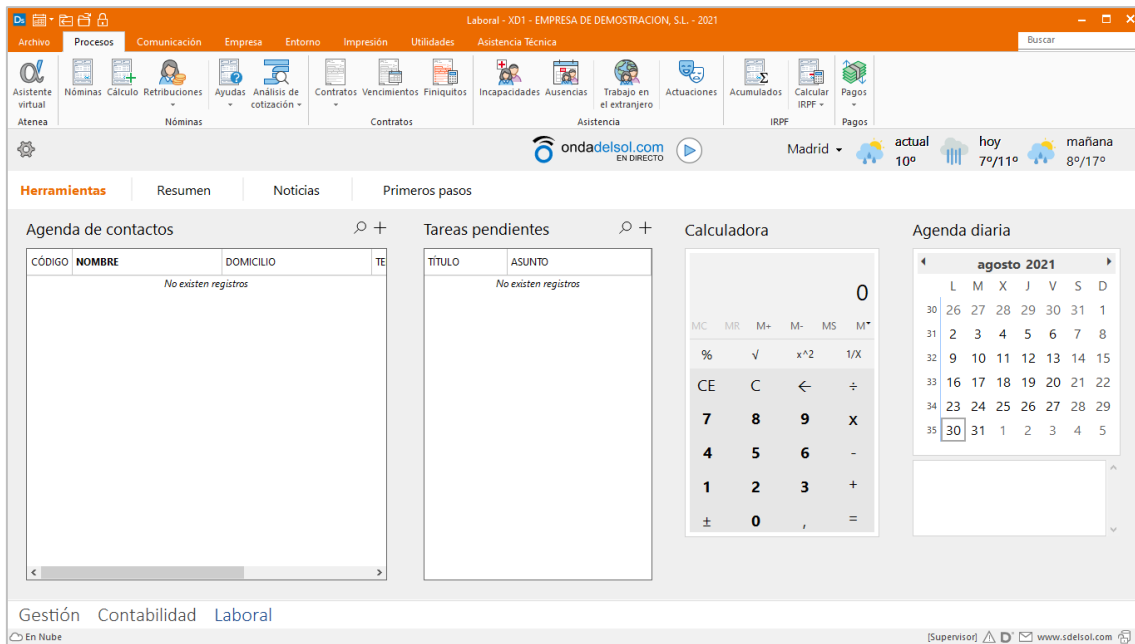 Ds Laboral - XD1 - EMPRESA DE DEMOSTRACION, S.L. - 2021
Archivo Procesos Comunicación Empresa Entorno Impresión Utilidades Asistencia Técnica Buscar
Asistente virtual Nóminas Cálculo Retribuciones Ayudas Análisis de cotización Contratos Vencimientos Finiquitos Incapacidades Ausencias Trabajo en el extranjero Actuaciones Acumulados Calcular IRPF Pagos
Atenea Nóminas Contratos Asistencia IRPF Pagos
ondadelsol.com
EN DIRECTO
Madrid actual 10º hoy 7º/11º mañana 8º/17º
Herramientas Resumen Noticias Primeros pasos
Agenda de contactos
CÓDIGO NOMBRE DOMICILIO TE
No existen registros
Tareas pendientes
TÍTULO ASUNTO
No existen registros
Calculadora
0
MC MR M+ M- MS M
% √ x^2 1/X
CE C ← ÷
7 8 9 x
4 5 6 -
1 2 3 +
± 0 , =
Agenda diaria
agosto 2021
L M X J V S D
30 26 27 28 29 30 31 1
31 2 3 4 5 6 7 8
32 9 10 11 12 13 14 15
33 16 17 18 19 20 21 22
34 23 24 25 26 27 28 29
35 30 31 1 2 3 4 5
Gestión Contabilidad Laboral
En Nube [Supervisor] D www.sdelsol.com